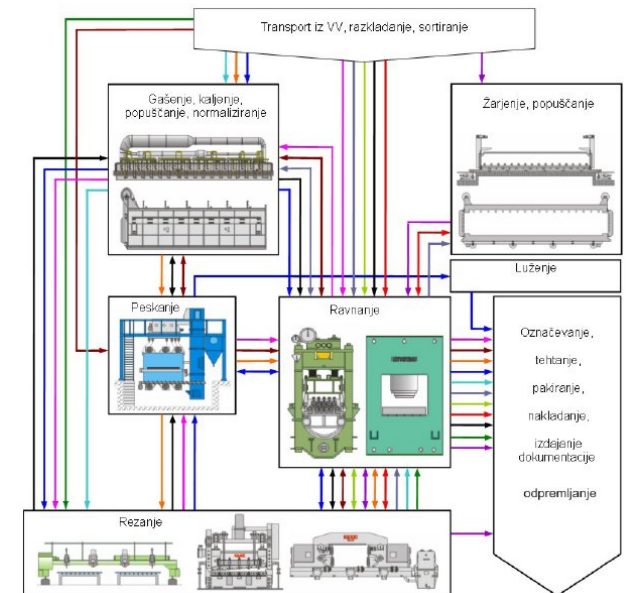 Transport iz VV, razkladanje, sortiranje
Gašenje, kaljenje,
popuščanje, normaliziranje
Žarjenje, popuščanje
Luženje
Peskanje
Ravnanje
Označevanje,
tehtanje,
pakiranje,
nakladanje,
izdajanje
dokumentacije
odpremljanje
Rezanje